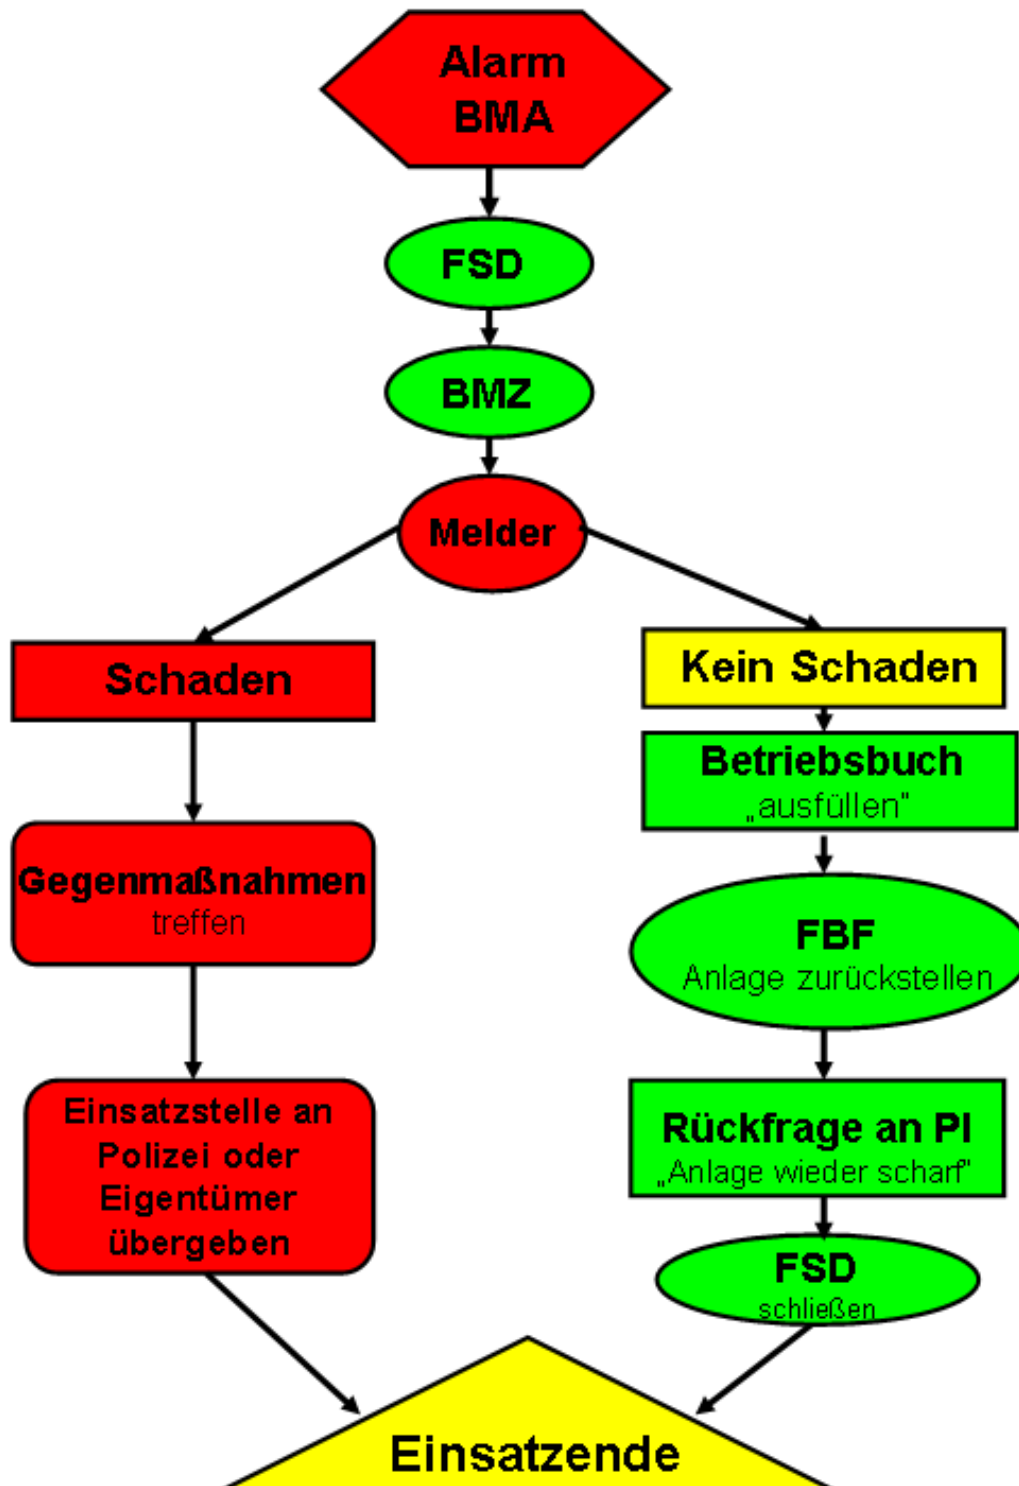 Alarm
BMA
FSD
BMZ
Melder
Schaden
Gegenmaßnahmen
treffen
Einsatzstelle an
Polizei oder
Eigentümer
übergeben
Kein Schaden
Betriebsbuch
„ausfüllen"
FBF
Anlage zurückstellen
Rückfrage an PI
„Anlage wieder scharf"
FSD
schließen
Einsatzende